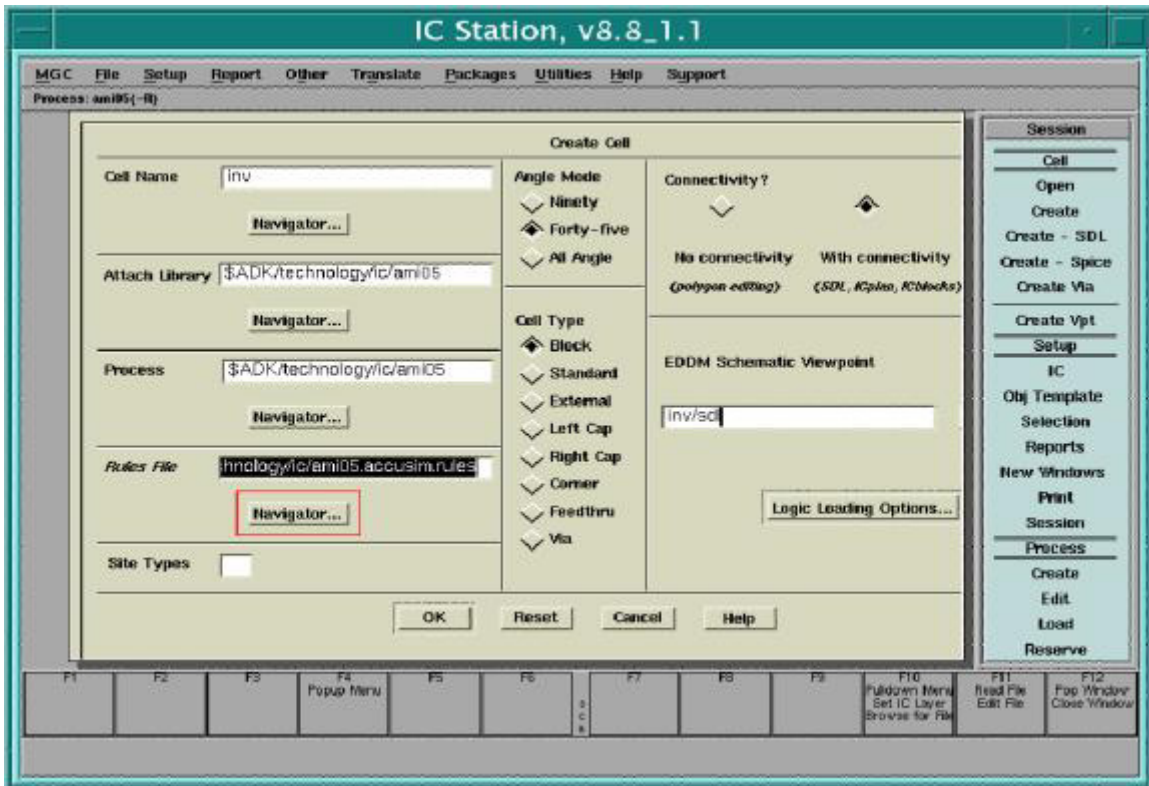 IC Station, v8.8_1.1
MGC File Setup Report Other Translate Packages Utilities Help Support
Process: ami05(-fl)
Create Cell
Cell Name inv
Navigator...
Attach Library $ADK/technology/ic/ami05
Navigator...
Process $ADK/technology/ic/ami05
Navigator...
Rules File hnology/ic/ami05.accusim.rules
Navigator...
Site Types
Angle Mode
Ninety
Forty-five
All Angle
Cell Type
Block
Standard
External
Left Cap
Right Cap
Corner
Feedthru
Via
Connectivity?
No connectivity With connectivity
(polygon editing) (SDL, ICplan, ICblocks)
EDDM Schematic Viewpoint
inv/sdl
Logic Loading Options...
OK Reset Cancel Help
Session
Cell
Open
Create
Create - SDL
Create - Spice
Create Via
Create Vpt
Setup
IC
Obj Template
Selection
Reports
New Windows
Print
Session
Process
Create
Edit
Load
Reserve
F1 F2 F3 F4 F5 F6 F7 F8 F9 F10 F11 F12
Popup Menu Pulldown Menu Read File Pop Window
Set IC Layer Edit File Close Window
Browse for File